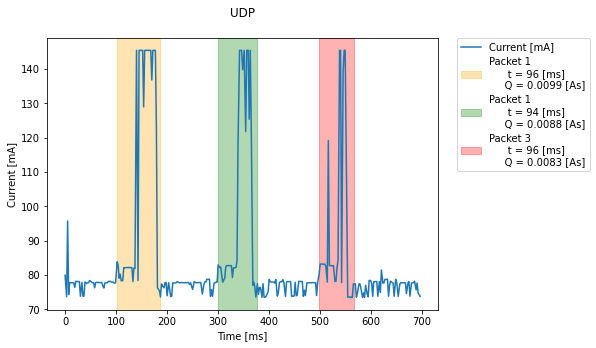 UDP
Current [mA]
140
130
120
110
100
90
80
70
0
100
200
300
400
500
600
700
Time [ms]
Current [mA]
Packet 1
t = 96 [ms]
Q = 0.0099 [As]
Packet 1
t = 94 [ms]
Q = 0.0088 [As]
Packet 3
t = 96 [ms]
Q = 0.0083 [As]